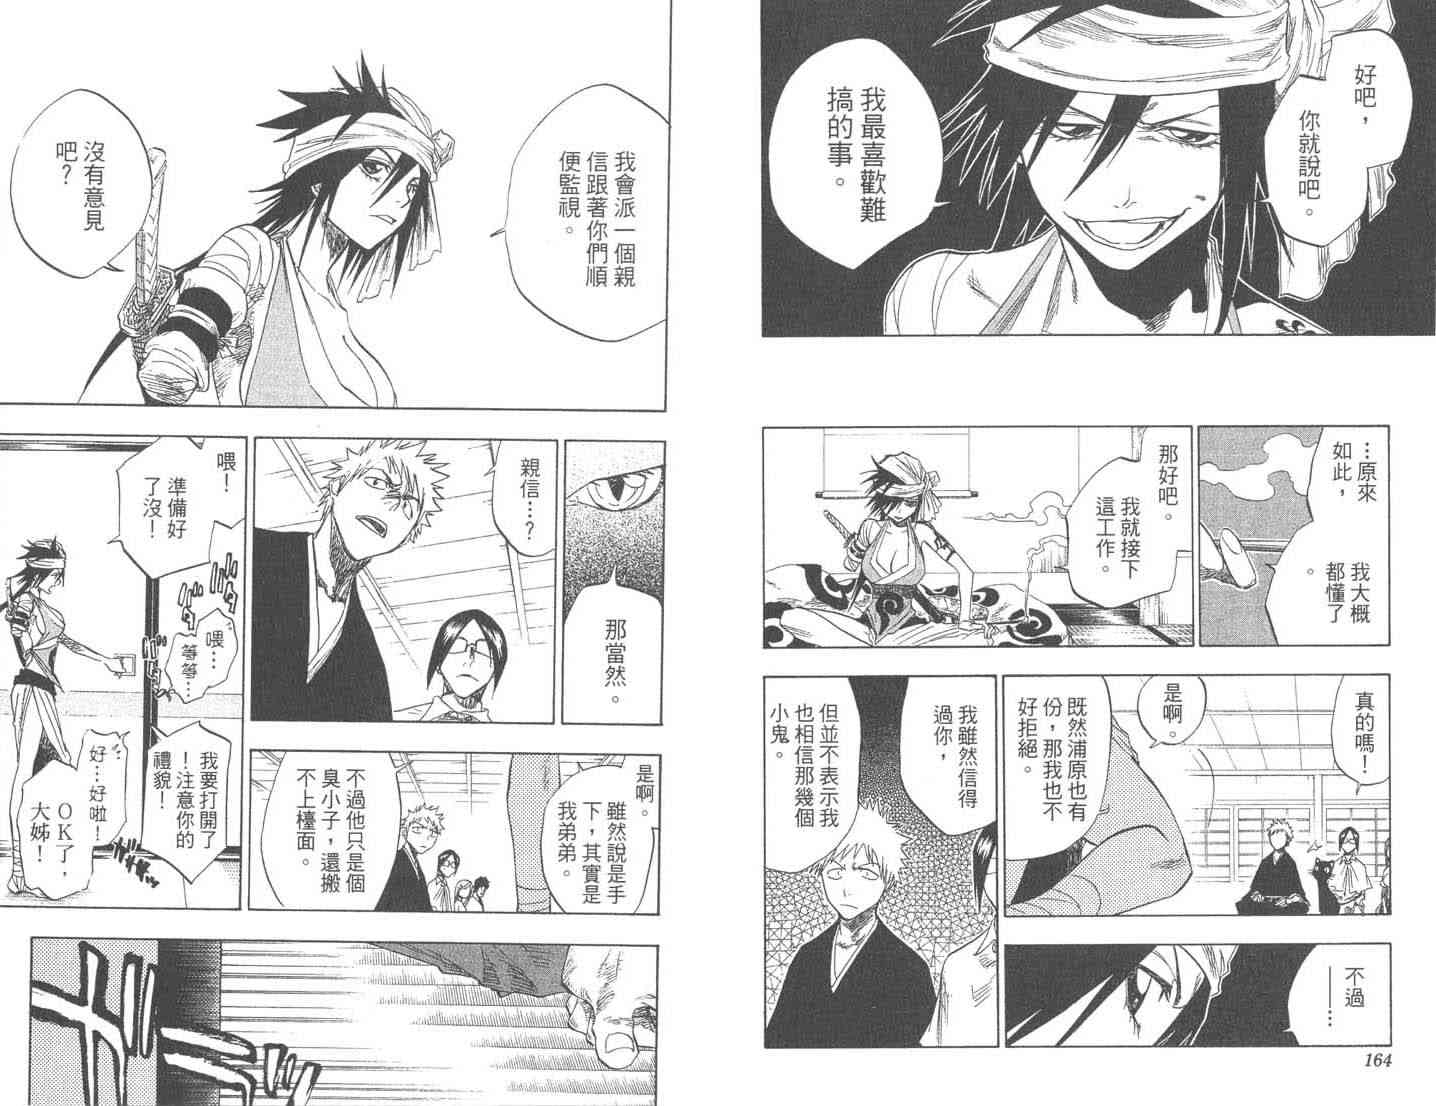 好吧，
你就說吧。
我最喜歡難
搞的事。
…原來
如此，
我大概
都懂了
。
那好吧。
我就接下
這工作。
真的嗎！
是啊。
既然浦原也有
份，那我也不
好拒絕。
不過
——…
我雖然信得
過你，
但並不表示我
也相信那幾個
小鬼。
164
我會派一個親
信跟著你們順
便監視。
沒有意見
吧？
那當然。
親信…？
喂！
準備好
了沒！
喂…
等等…
我要打開了
！注意你的
禮貌！
好…好啦！
OK了，
大姊！
是啊。
雖然說是手
下，其實是
我弟弟。
不過他只是個
臭小子，還搬
不上檯面。